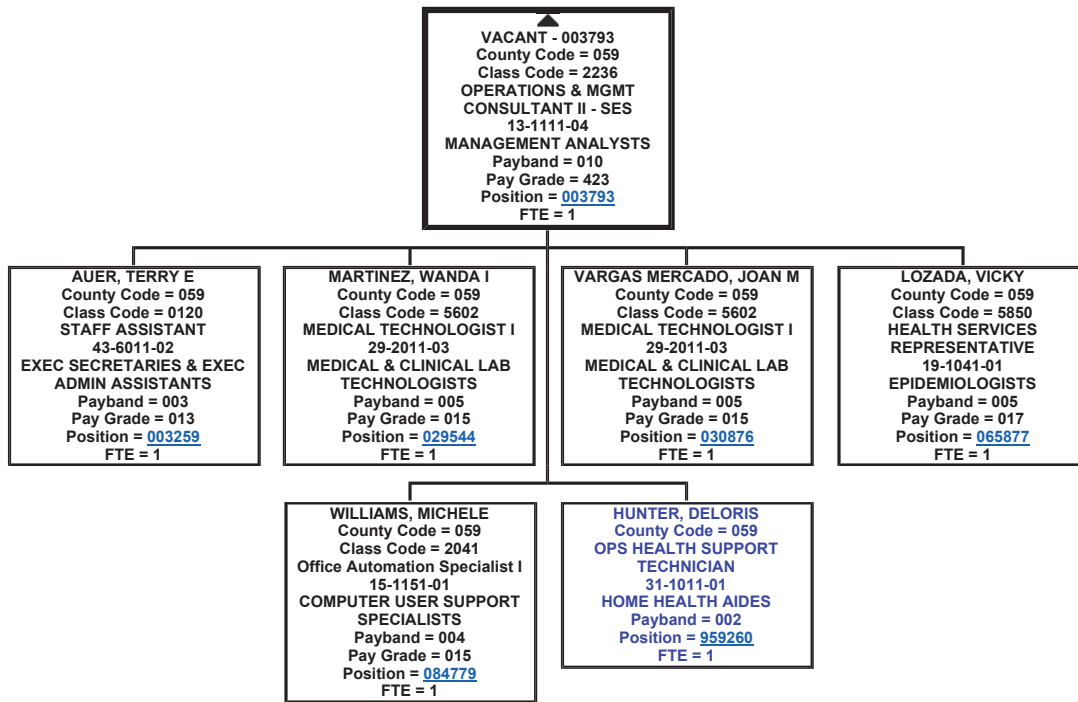 VACANT - 003793
County Code = 059
Class Code = 2236
OPERATIONS & MGMT
CONSULTANT II - SES
13-1111-04
MANAGEMENT ANALYSTS
Payband = 010
Pay Grade = 423
Position = 003793
FTE = 1
AUER, TERRY E
County Code = 059
Class Code = 0120
STAFF ASSISTANT
43-6011-02
EXEC SECRETARIES & EXEC
ADMIN ASSISTANTS
Payband = 003
Pay Grade = 013
Position = 003259
FTE = 1
MARTINEZ, WANDA I
County Code = 059
Class Code = 5602
MEDICAL TECHNOLOGIST I
29-2011-03
MEDICAL & CLINICAL LAB
TECHNOLOGISTS
Payband = 005
Pay Grade = 015
Position = 029544
FTE = 1
VARGAS MERCADO, JOAN M
County Code = 059
Class Code = 5602
MEDICAL TECHNOLOGIST I
29-2011-03
MEDICAL & CLINICAL LAB
TECHNOLOGISTS
Payband = 005
Pay Grade = 015
Position = 030876
FTE = 1
LOZADA, VICKY
County Code = 059
Class Code = 5850
HEALTH SERVICES
REPRESENTATIVE
19-1041-01
EPIDEMIOLOGISTS
Payband = 005
Pay Grade = 017
Position = 065877
FTE = 1
WILLIAMS, MICHELE
County Code = 059
Class Code = 2041
Office Automation Specialist I
15-1151-01
COMPUTER USER SUPPORT
SPECIALISTS
Payband = 004
Pay Grade = 015
Position = 084779
FTE = 1
HUNTER, DELORIS
County Code = 059
OPS HEALTH SUPPORT
TECHNICIAN
31-1011-01
HOME HEALTH AIDES
Payband = 002
Position = 959260
FTE = 1